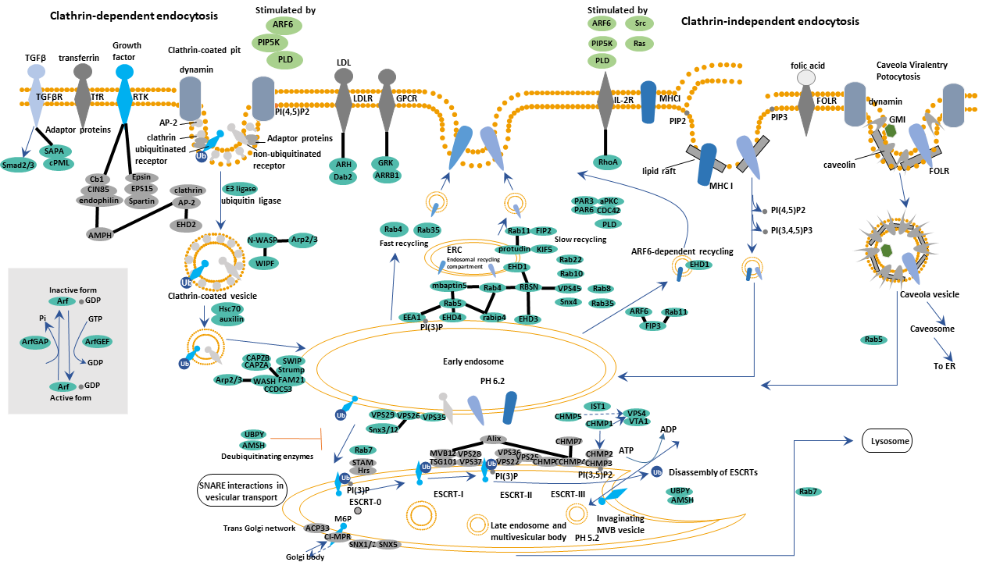 Clathrin-dependent endocytosis
Stimulated by
ARF6
PIP5K
PLD
Stimulated by
ARF6
Src
PIP5K
Ras
PLD
Clathrin-independent endocytosis
TGFβ
transferrin
Growth
factor
Clathrin-coated pit
dynamin
LDL
folic acid
Caveola Viralentry
Potocytosis
TGFβR
TfR
RTK
PI(4,5)P2
LDLR
GPCR
IL-2R
MHCI
PIP2
PIP3
FOLR
dynamin
GMI
Adaptor proteins
AP-2
clathrin
ubiquitinated
receptor
Ub
Adaptor proteins
non-ubiquitinated
receptor
SAPA
cPML
Smad2/3
ARH
Dab2
GRK
ARRB1
RhoA
lipid raft
MHC I
caveolin
FOLR
Cb1
CIN85
endophilin
Epsin
EPS15
Spartin
clathrin
AP-2
EHD2
AMPH
E3 ligase
ubiquitin ligase
PAR3
aPKC
PAR6
CDC42
PLD
PI(4,5)P2
PI(3,4,5)P3
N-WASP
Arp2/3
WIPF
Ub
Rab4
Rab35
Fast recycling
Rab11
FIP2
Slow recycling
protudin
KIF5
ERC
Endosomal recycling
compartment
EHD1
Rab22
Rab10
ARF6-dependent recycling
EHD1
Clathrin-coated vesicle
Hsc70
auxilin
Ub
mbaptin5
Rab4
RBSN
VPS45
Rab8
Rab5
Snx4
Rab35
EEA1
EHD4
rabip4
EHD3
PI(3)P
ARF6
Rab11
FIP3
Caveola vesicle
Caveosome
Rab5
To ER
Inactive form
Arf
GDP
Pi
GTP
ArfGAP
ArfGEF
GDP
Arf
GDP
Active form
CAPZB
CAPZA
SWIP
Strump
Arp2/3
WASH
FAM21
CCDC53
Early endosome
PH 6.2
Ub
VPS29
VPS26
VPS35
Snx3/12
IST1
CHMP5
VPS4
VTA1
CHMP1
UBPY
AMSH
Deubiquitinating enzymes
Rab7
STAM
Hrs
Alix
CHMP7
ADP
ATP
MVB12
TSG101
VPS28
VPS37
VPS36
VPS22
VPS25
CHMP6
CHMP4
CHMP2
CHMP3
PI(3,5)P2
Lysosome
Ub
PI(3)P
Ub
Ub
PI(3)P
Ub
Disassembly of ESCRTs
UBPY
AMSH
Rab7
SNARE interactions in
vesicular transport
ESCRT-0
ESCRT-I
ESCRT-II
ESCRT-III
Invaginating
MVB vesicle
Trans Golgi network
ACP33
M6P
CI-MPR
SNX1/2
SNX5
Golgi body
Late endosome and
multivesicular body
PH 5.2